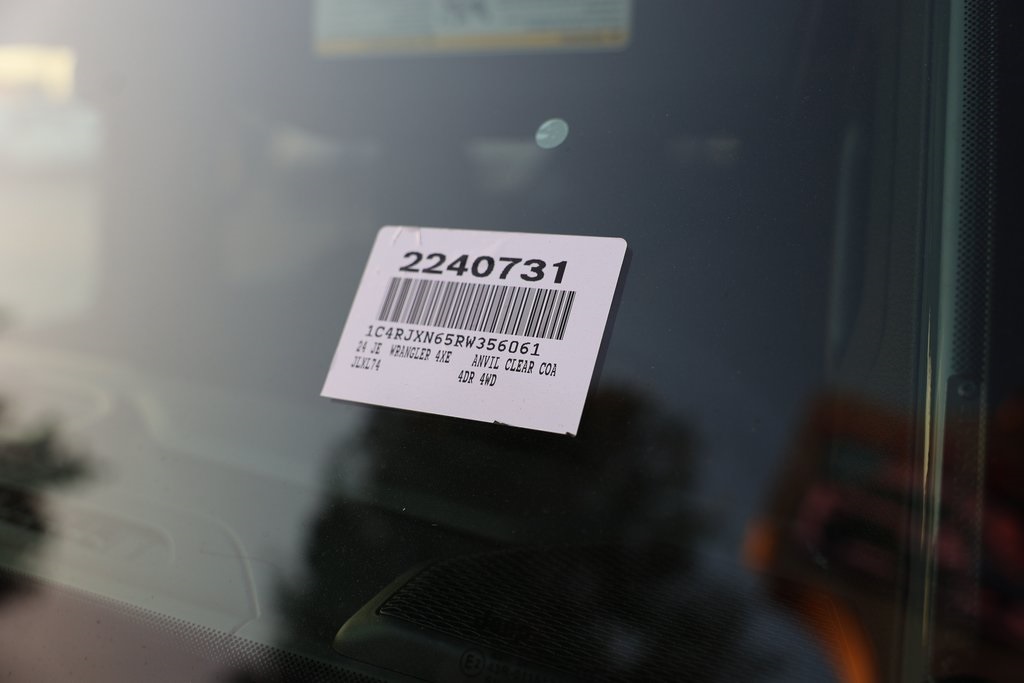 2240731
1C4RJXN65RW356061
24 JE WRANGLER 4XE ANVIL CLEAR COA
JLXL74 4DR 4WD